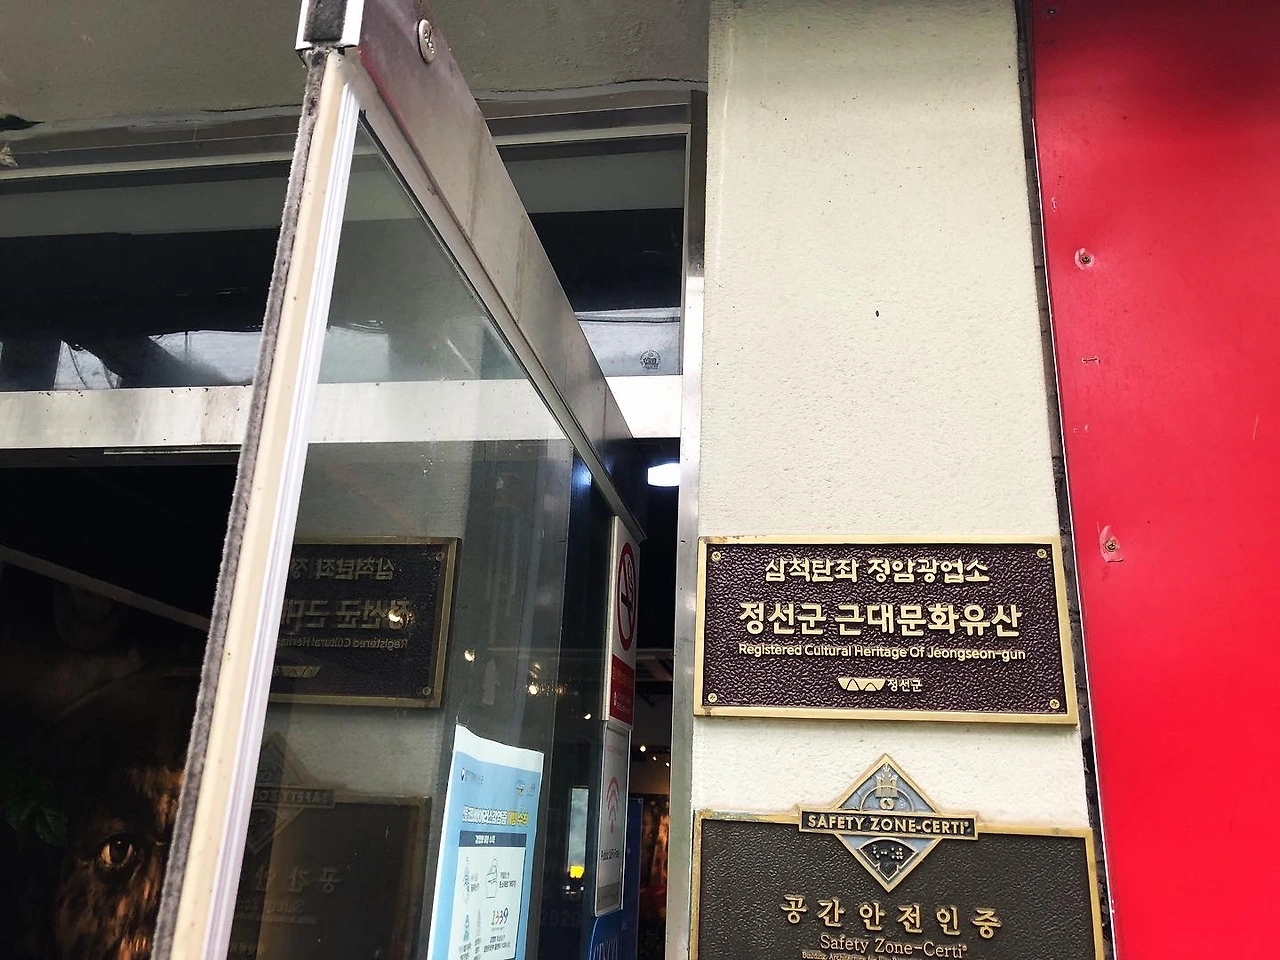 삼척탄좌 정암광업소
정선군 근대문화유산
Registered Cultural Heritage Of Jeongseon-gun
정선군
SAFETY ZONE-CERTI
공간안전인증
Safety Zone-Certi
1339